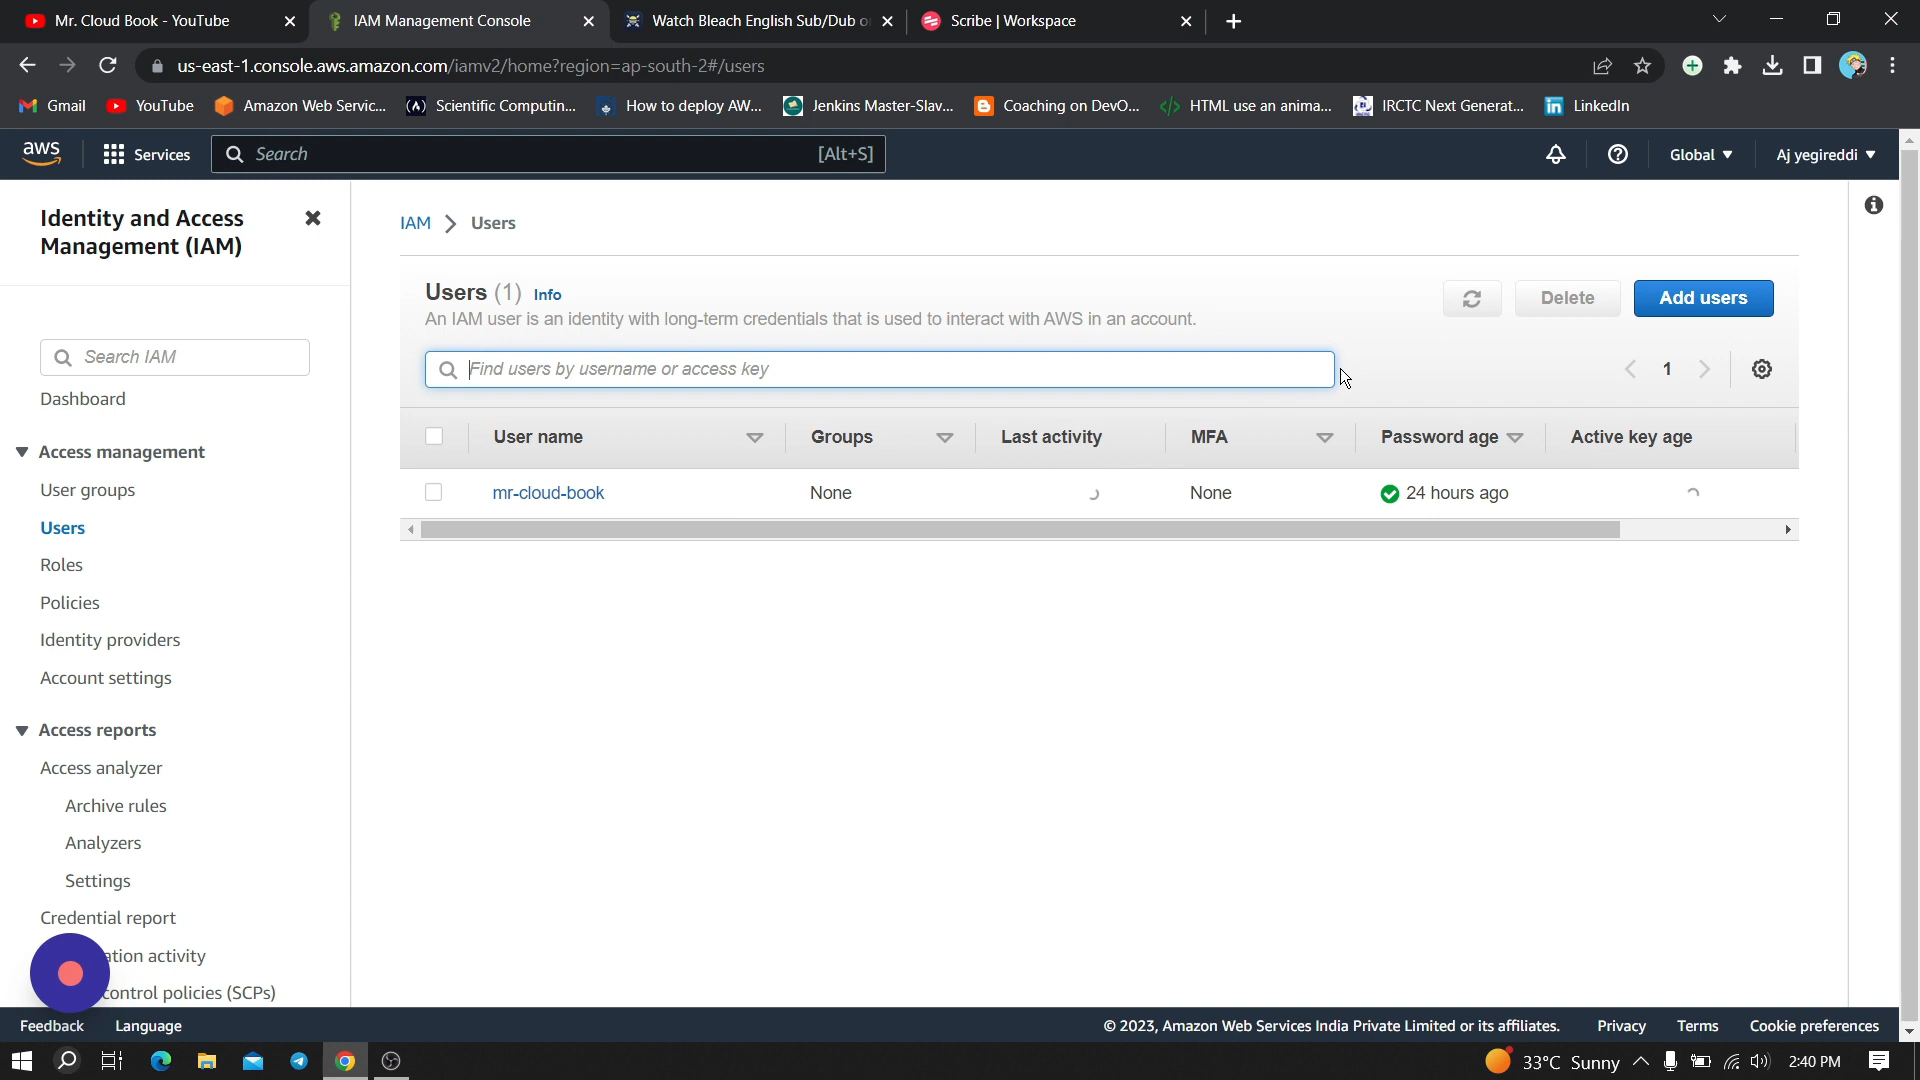 Mr. Cloud Book - YouTube
IAM Management Console
Watch Bleach English Sub/Dub o
Scribe | Workspace
us-east-1.console.aws.amazon.com/iamv2/home?region=ap-south-2#/users
Gmail
YouTube
Amazon Web Servic...
Scientific Computin...
How to deploy AW...
Jenkins Master-Slav...
Coaching on DevO...
HTML use an anima...
IRCTC Next Generat...
LinkedIn
aws
Services
Search
[Alt+S]
Global
Aj yegireddi
Identity and Access
Management (IAM)
Search IAM
Dashboard
Access management
User groups
Users
Roles
Policies
Identity providers
Account settings
Access reports
Access analyzer
Archive rules
Analyzers
Settings
Credential report
ation activity
control policies (SCPs)
IAM > Users
Users (1) Info
An IAM user is an identity with long-term credentials that is used to interact with AWS in an account.
Delete
Add users
Find users by username or access key
1
User name
Groups
Last activity
MFA
Password age
Active key age
mr-cloud-book
None
None
24 hours ago
Feedback
Language
© 2023, Amazon Web Services India Private Limited or its affiliates.
Privacy
Terms
Cookie preferences
33°C Sunny
2:40 PM